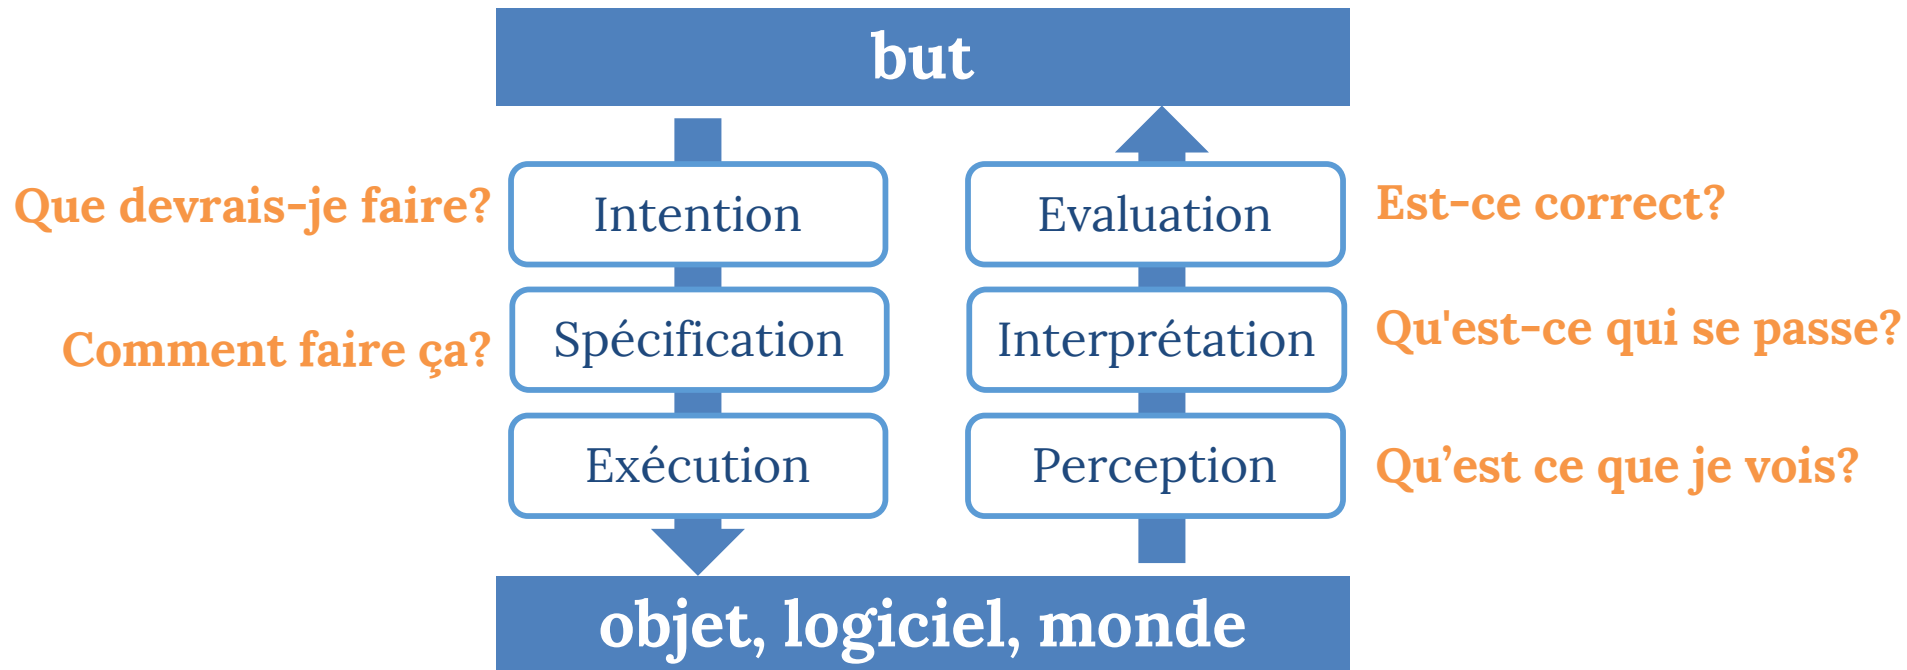 but
Que devrais-je faire?
Intention
Evaluation
Est-ce correct?
Comment faire ça?
Spécification
Interprétation
Qu'est-ce qui se passe?
Exécution
Perception
Qu’est ce que je vois?
objet, logiciel, monde